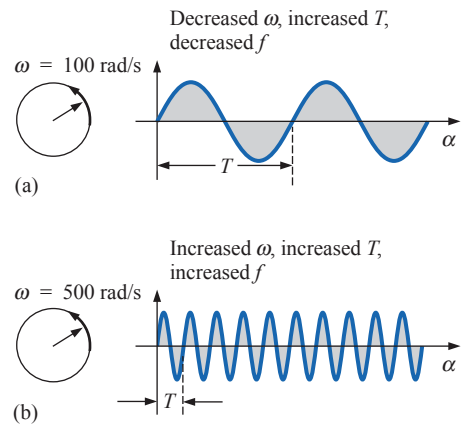 Decreased ω, increased T,
decreased f
ω = 100 rad/s
α
T
(a)
Increased ω, increased T,
increased f
ω = 500 rad/s
α
T
(b)